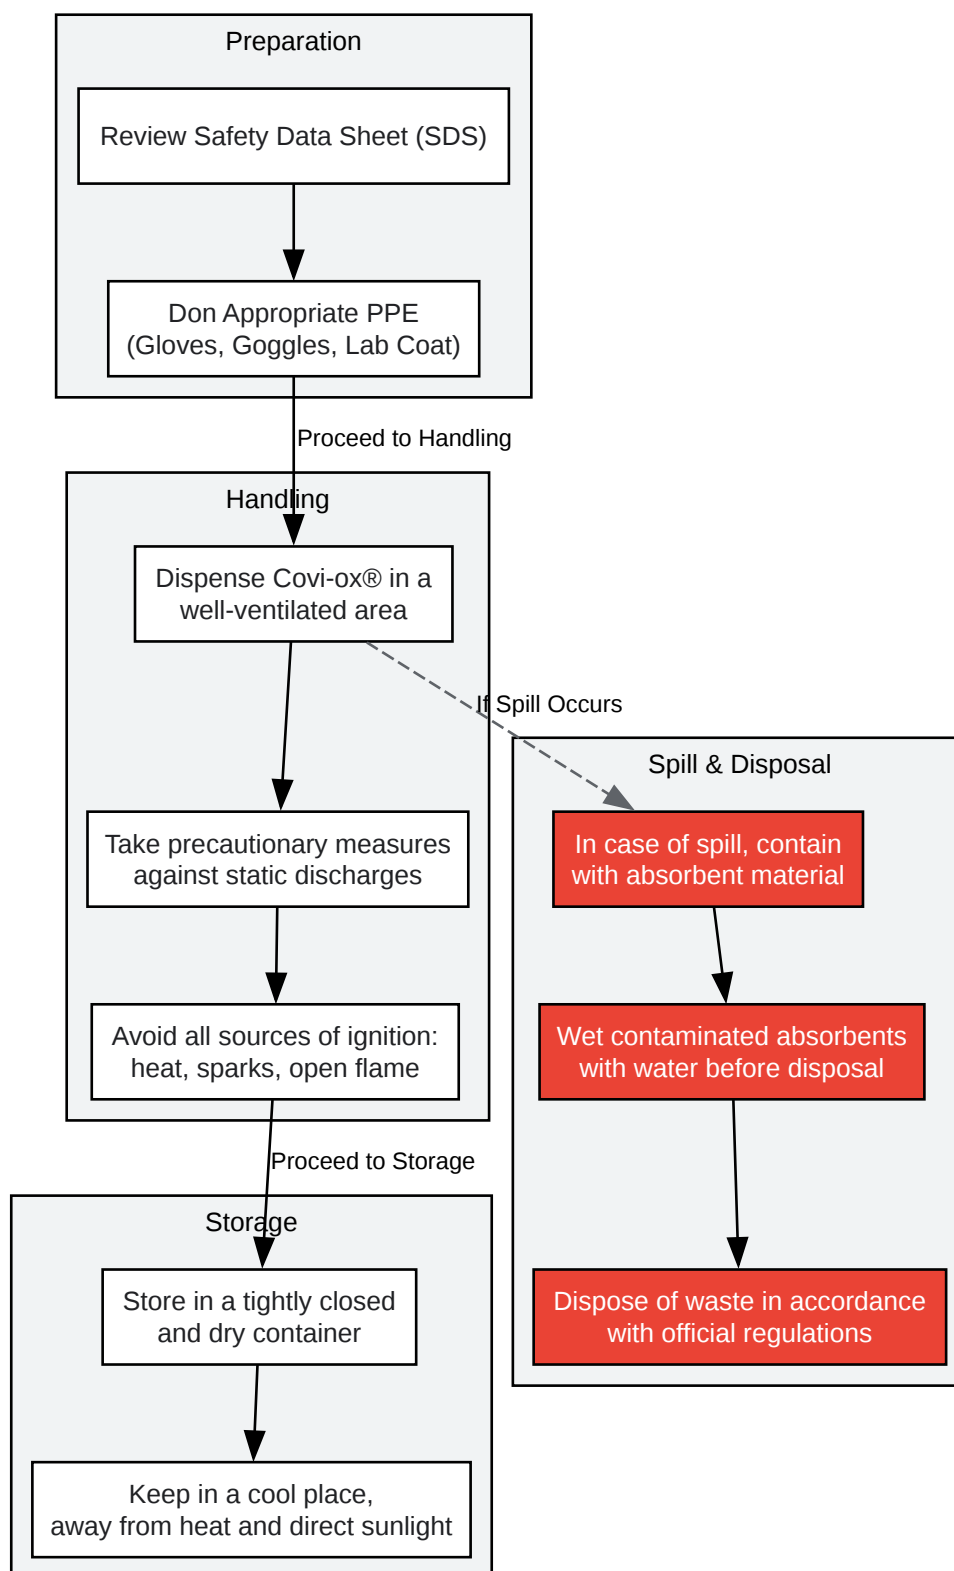 Preparation
Review Safety Data Sheet (SDS)
Don Appropriate PPE
(Gloves, Goggles, Lab Coat)
Proceed to Handling
Handling
Dispense Covi-ox® in a
well-ventilated area
If Spill Occurs
Take precautionary measures
against static discharges
Avoid all sources of ignition:
heat, sparks, open flame
Spill & Disposal
In case of spill, contain
with absorbent material
Wet contaminated absorbents
with water before disposal
Dispose of waste in accordance
with official regulations
Proceed to Storage
Storage
Store in a tightly closed
and dry container
Keep in a cool place,
away from heat and direct sunlight